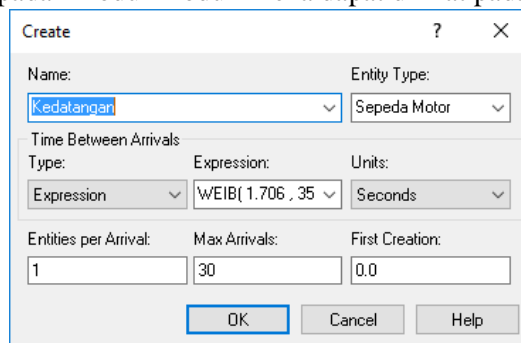 Create ? X
Name: Entity Type:
Kedatangan Sepeda Motor
Time Between Arrivals
Type: Expression: Units:
Expression WEIB( 1.706 , 35 Seconds
Entities per Arrival: Max Arrivals: First Creation:
1 30 0.0
OK Cancel Help